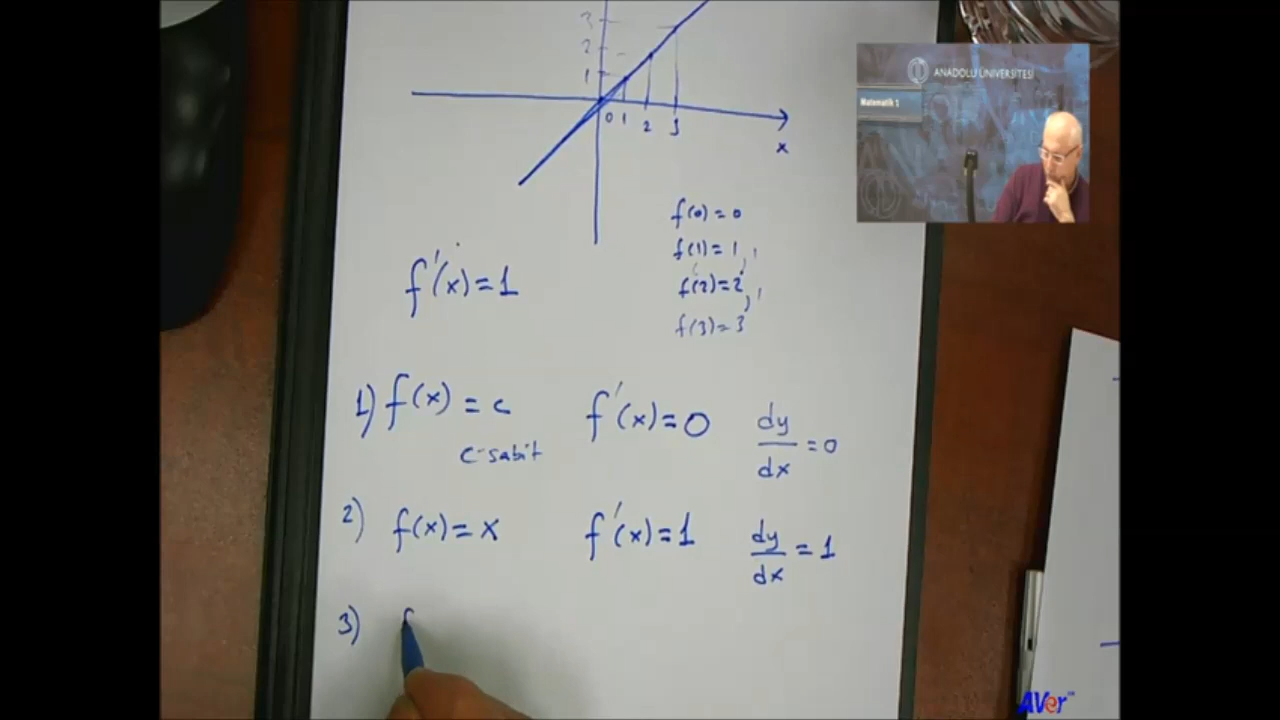 3
2
1
0 1 2 3
x
ANADOLU ÜNİVERSİTESİ
Matematik 1
f(0) = 0
f(1) = 1
f(2) = 2
f(3) = 3
f'(x) = 1
1) f(x) = c f'(x) = 0 dy/dx = 0
c-sabit
2) f(x) = x f'(x) = 1 dy/dx = 1
3) f
AVer™